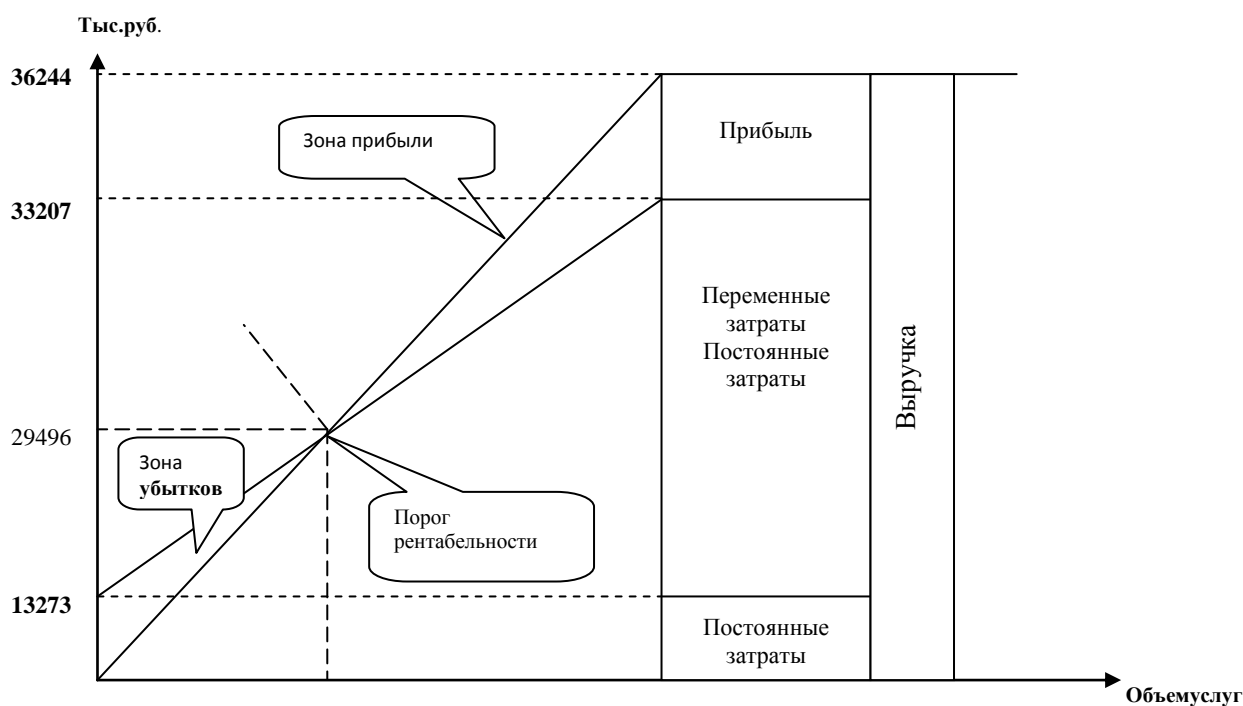 Тыс.руб.
36244
Зона прибыли
Прибыль
33207
Переменные
затраты
Постоянные
затраты
Выручка
29496
Зона
убытков
Порог
рентабельности
13273
Постоянные
затраты
Объемуслуг